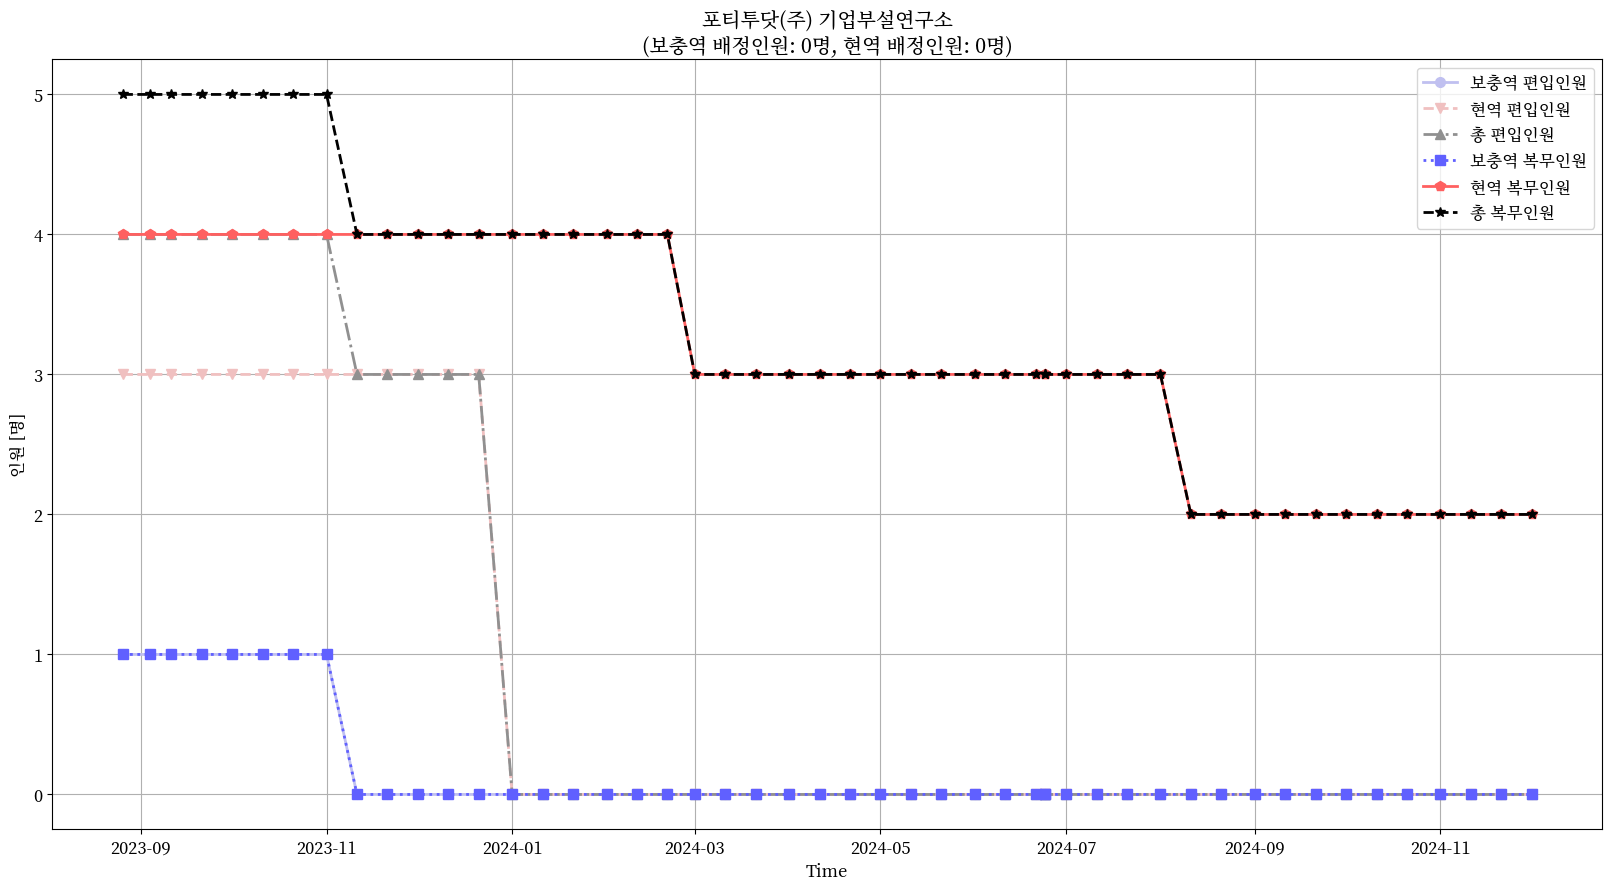 포티투닷(주) 기업부설연구소
(보충역 배정인원: 0명, 현역 배정인원: 0명)
보충역 편입인원
현역 편입인원
총 편입인원
보충역 복무인원
현역 복무인원
총 복무인원
인원 [명]
5
4
3
2
1
0
2023-09
2023-11
2024-01
2024-03
2024-05
2024-07
2024-09
2024-11
Time